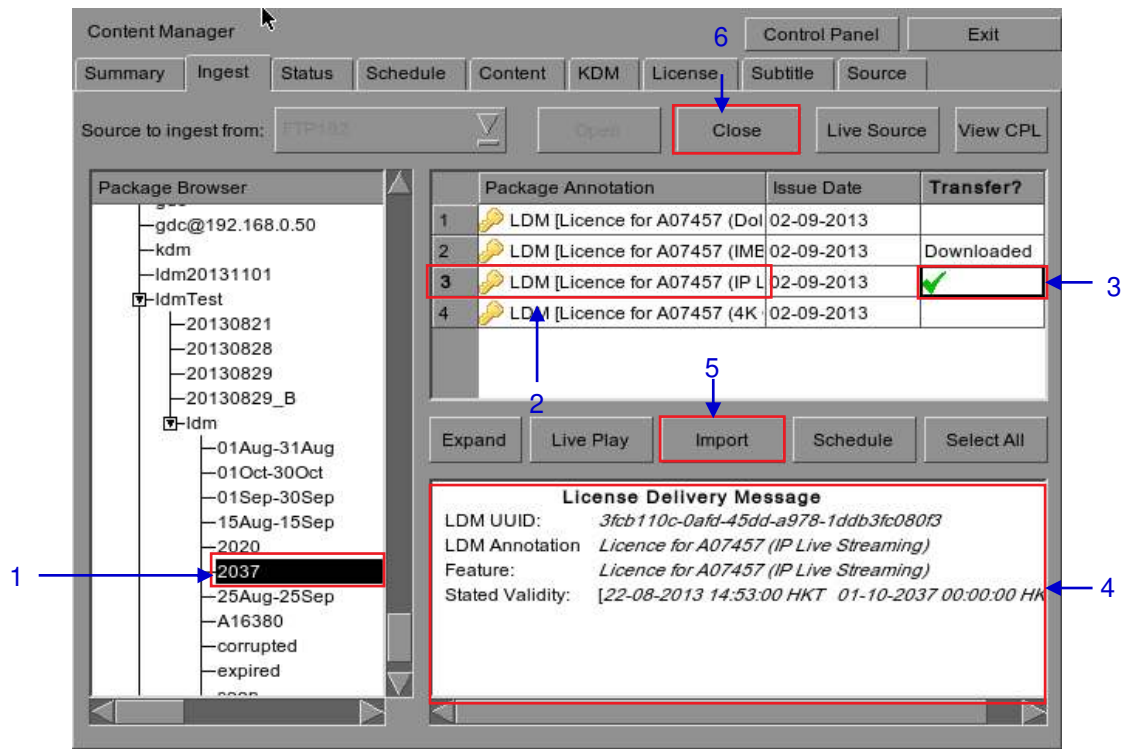 Content Manager
6
Control Panel
Exit
Summary
Ingest
Status
Schedule
Content
KDM
License
Subtitle
Source
Source to ingest from:
FTP192
Open
Close
Live Source
View CPL
Package Browser
gdc@192.168.0.50
kdm
ldm20131101
ldmTest
20130821
20130828
20130829
20130829_B
ldm
01Aug-31Aug
01Oct-30Oct
01Sep-30Sep
15Aug-15Sep
2020
1
2037
25Aug-25Sep
A16380
corrupted
expired
Package Annotation Issue Date Transfer?
1 LDM [Licence for A07457 (Dol 02-09-2013
2 LDM [Licence for A07457 (IME 02-09-2013 Downloaded
3 LDM [Licence for A07457 (IP L 02-09-2013
3
4 LDM [Licence for A07457 (4K 02-09-2013
2
5
Expand
Live Play
Import
Schedule
Select All
License Delivery Message
LDM UUID: 3fcb110c-0afd-45dd-a978-1ddb3fc080f3
LDM Annotation Licence for A07457 (IP Live Streaming)
Feature: Licence for A07457 (IP Live Streaming)
Stated Validity: [22-08-2013 14:53:00 HKT 01-10-2037 00:00:00 HK
4